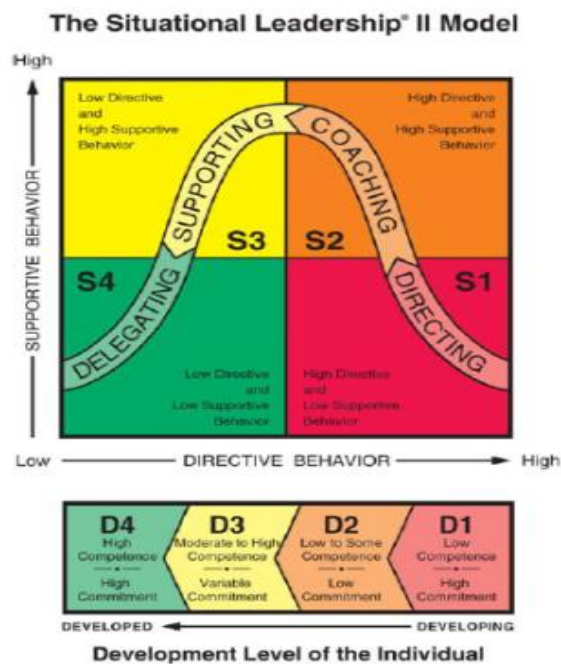 The Situational Leadership® II Model
High
SUPPORTIVE BEHAVIOR
Low Directive
and
High Supportive
Behavior
High Directive
and
High Supportive
Behavior
SUPPORTING
COACHING
S3
S2
S4
S1
DELEGATING
DIRECTING
Low Directive
and
Low Supportive
Behavior
High Directive
and
Low Supportive
Behavior
Low
DIRECTIVE BEHAVIOR
High
D4
High
Competence
High
Commitment
D3
Moderate to High
Competence
Variable
Commitment
D2
Low to Some
Competence
Low
Commitment
D1
Low
Competence
High
Commitment
DEVELOPED
DEVELOPING
Development Level of the Individual